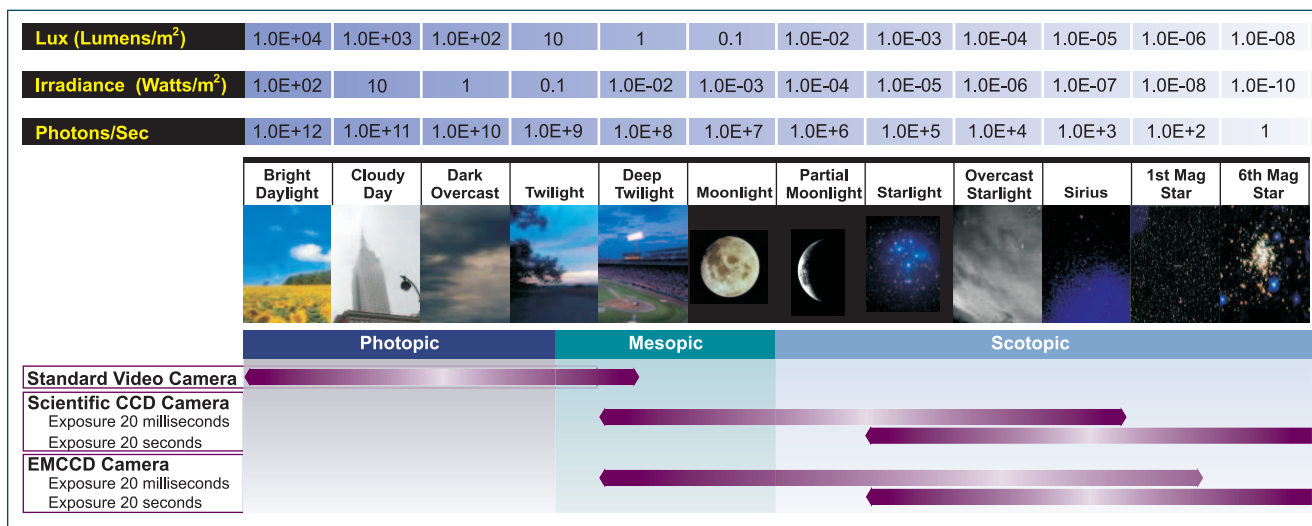 Lux (Lumens/m²) 1.0E+04 1.0E+03 1.0E+02 10 1 0.1 1.0E-02 1.0E-03 1.0E-04 1.0E-05 1.0E-06 1.0E-08
Irradiance (Watts/m²) 1.0E+02 10 1 0.1 1.0E-02 1.0E-03 1.0E-04 1.0E-05 1.0E-06 1.0E-07 1.0E-08 1.0E-10
Photons/Sec 1.0E+12 1.0E+11 1.0E+10 1.0E+9 1.0E+8 1.0E+7 1.0E+6 1.0E+5 1.0E+4 1.0E+3 1.0E+2 1
Bright Daylight
Cloudy Day
Dark Overcast
Twilight
Deep Twilight
Moonlight
Partial Moonlight
Starlight
Overcast Starlight
Sirius
1st Mag Star
6th Mag Star
Photopic Mesopic Scotopic
Standard Video Camera
Scientific CCD Camera
Exposure 20 milliseconds
Exposure 20 seconds
EMCCD Camera
Exposure 20 milliseconds
Exposure 20 seconds